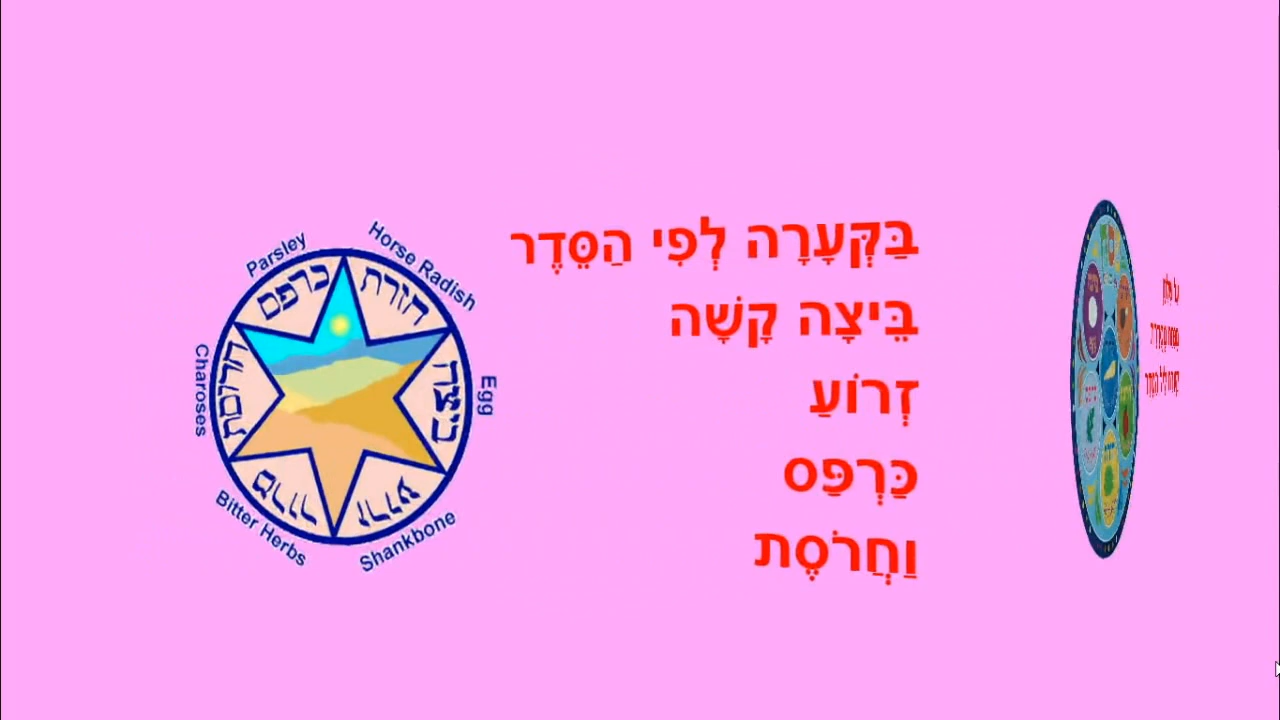 בַּקְּעָרָה לְפִי הַסֵּדֶר
בֵּיצָה קָשָׁה
זְרוֹעַ
כַּרְפַּס
וַחֲרֹסֶת
Parsley
Horse Radish
Egg
Shankbone
Bitter Herbs
Charoses
כרפס
חזרת
ביצה
זרוע
מרור
חרוסת